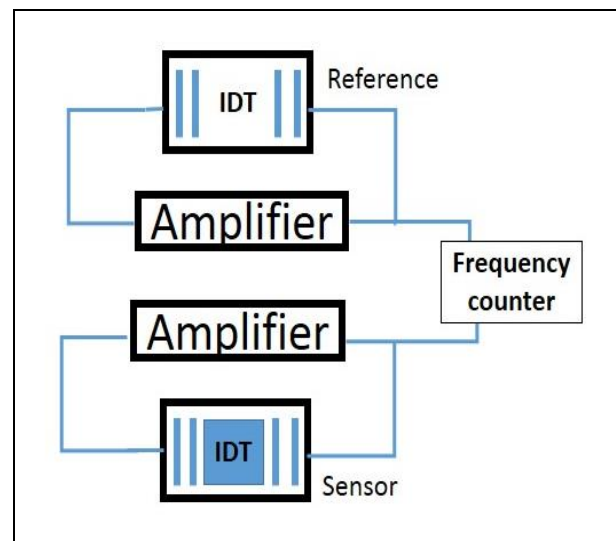 IDT
Reference
Amplifier
Frequency
counter
Amplifier
IDT
Sensor